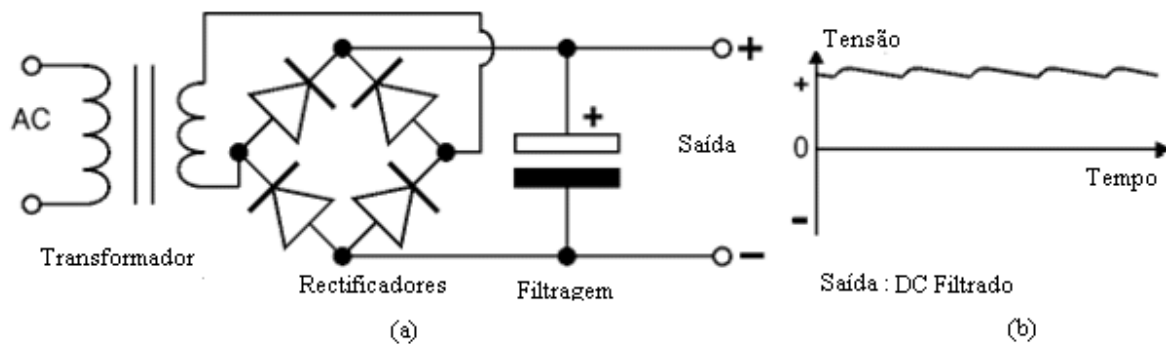 AC
Transformador
Rectificadores
+
Filtragem
+
Saída
−
(a)
Tensão
+
0
−
Tempo
Saída : DC Filtrado
(b)